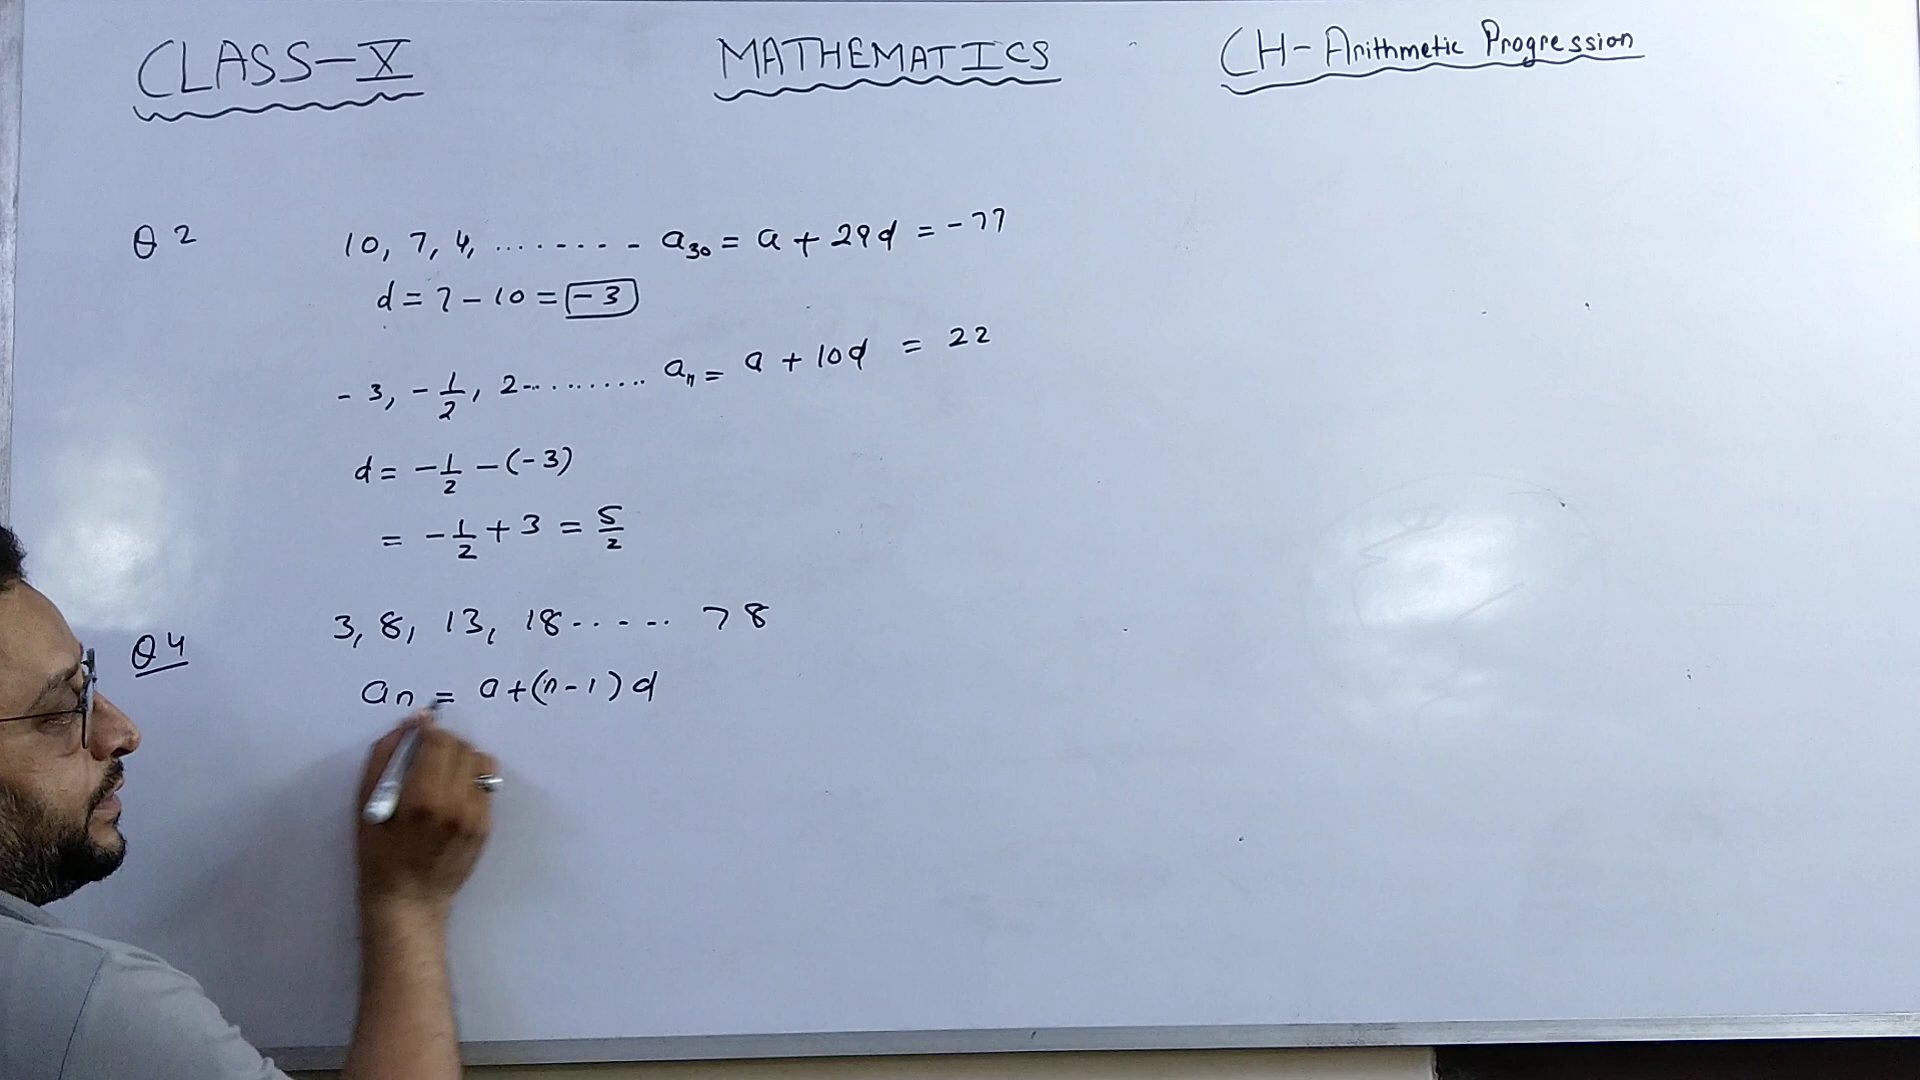 CLASS-X MATHEMATICS CH- Arithmetic Progression
Q 2 10, 7, 4, ......... a₃₀ = a + 29d = -77
d = 7 - 10 = -3
-3, -1/2, 2........... a₁₁ = a + 10d = 22
d = -1/2 - (-3)
= -1/2 + 3 = 5/2
Q4 3, 8, 13, 18...... 78
an = a+(n-1)d